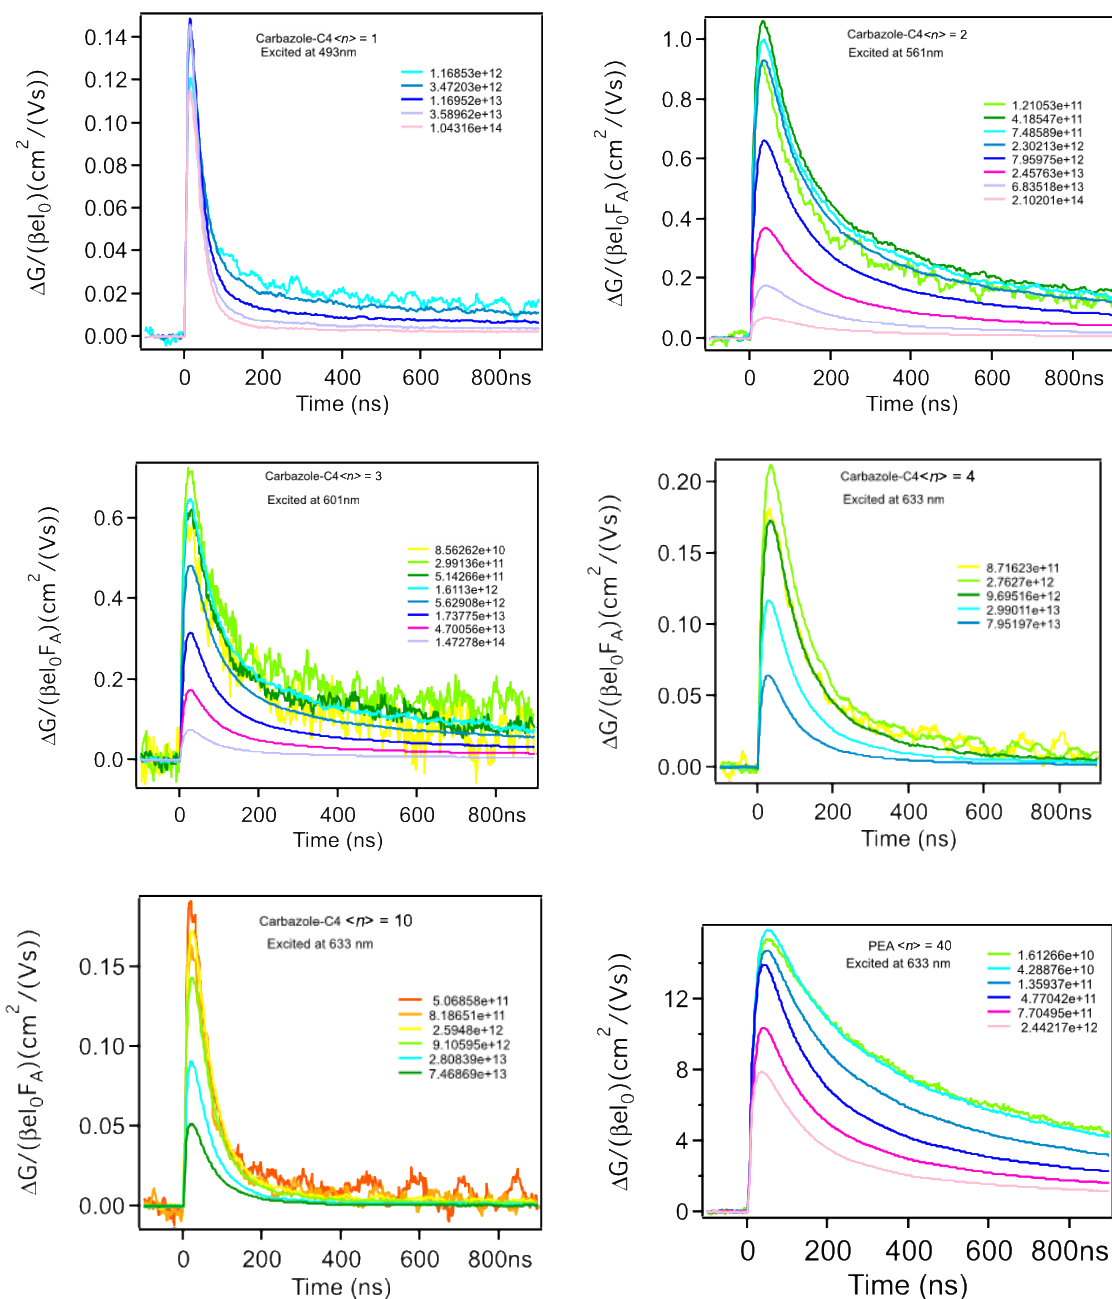 Carbazole-C4 <n> = 1
Excited at 493nm
1.16853e+12
3.47203e+12
1.16952e+13
3.58962e+13
1.04316e+14
0.14
0.12
0.10
0.08
0.06
0.04
0.02
0.00
ΔG/(βeI0)(cm2/(Vs))
0 200 400 600 800ns
Time (ns)
Carbazole-C4 <n> = 2
Excited at 561nm
1.21053e+11
4.18547e+11
7.48589e+11
2.30213e+12
7.95975e+12
2.45763e+13
6.83518e+13
2.10201e+14
1.0
0.8
0.6
0.4
0.2
0.0
ΔG/(βeI0FA)(cm2/(Vs))
0 200 400 600 800ns
Time (ns)
Carbazole-C4<n> = 3
Excited at 601nm
8.56262e+10
2.99136e+11
5.14266e+11
1.6113e+12
5.62908e+12
1.73775e+13
4.70056e+13
1.47278e+14
0.6
0.4
0.2
0.0
ΔG/(βeI0FA)(cm2/(Vs))
0 200 400 600 800ns
Time (ns)
Carbazole-C4<n> = 4
Excited at 633 nm
8.71623e+11
2.7627e+12
9.69516e+12
2.99011e+13
7.95197e+13
0.20
0.15
0.10
0.05
0.00
ΔG/(βeI0FA)(cm2/(Vs))
0 200 400 600 800ns
Time (ns)
Carbazole-C4 <n> = 10
Excited at 633 nm
5.06858e+11
8.18651e+11
2.5948e+12
9.10595e+12
2.80839e+13
7.46869e+13
0.15
0.10
0.05
0.00
ΔG/(βeI0FA)(cm2/(Vs))
0 200 400 600 800ns
Time (ns)
PEA <n> = 40
Excited at 633 nm
1.61266e+10
4.28876e+10
1.35937e+11
4.77042e+11
7.70495e+11
2.44217e+12
12
8
4
0
ΔG/(βeI0)(cm2/(Vs))
0 200 400 600 800ns
Time (ns)